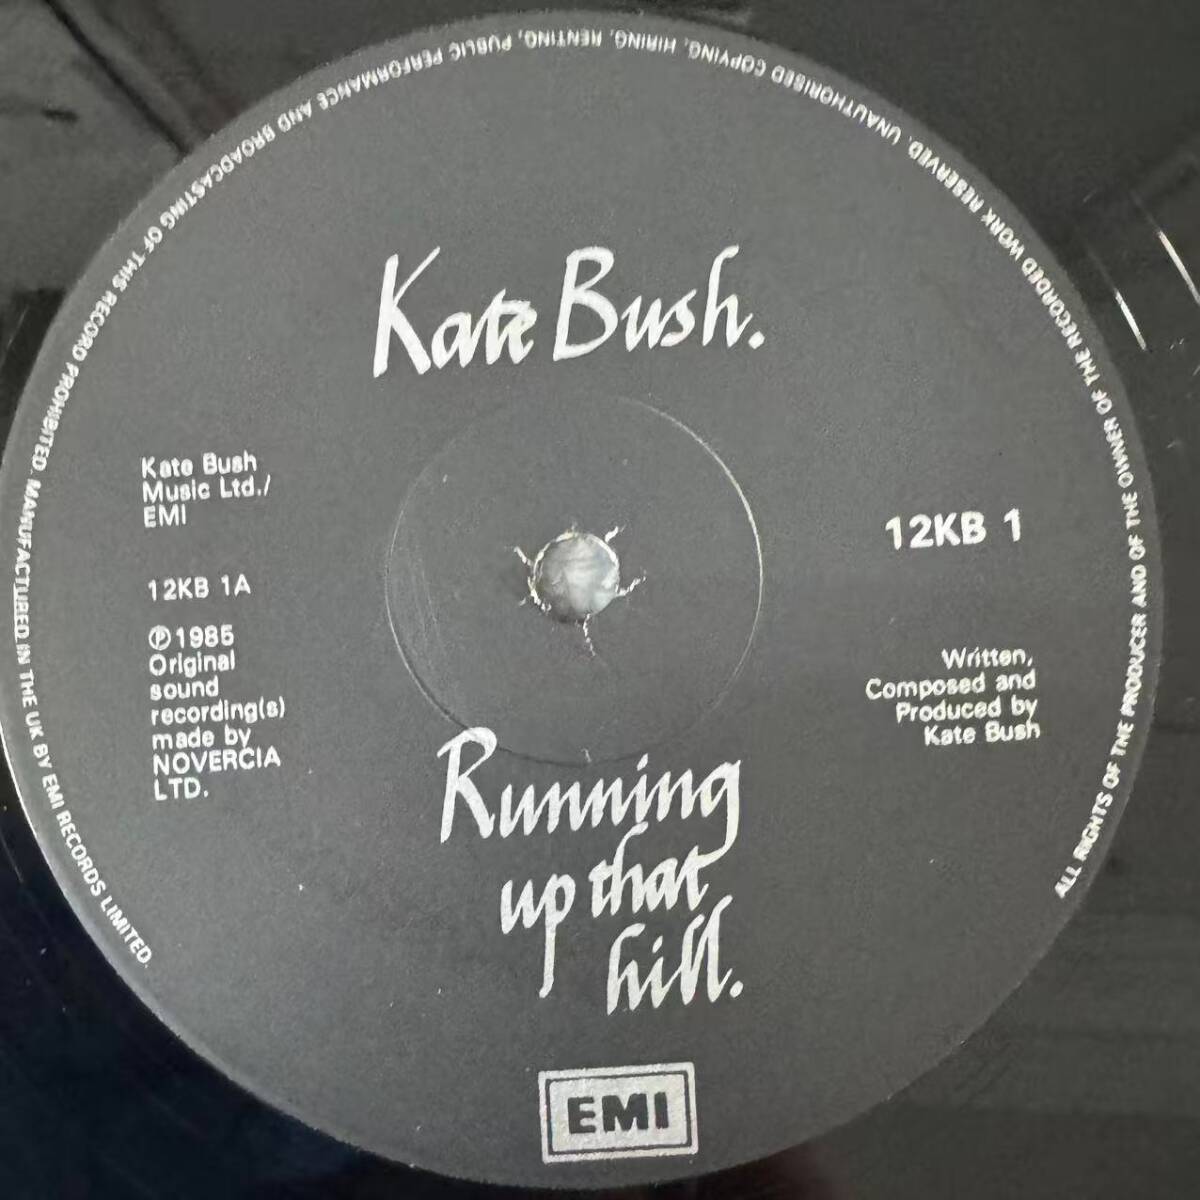 Kate Bush.
Kate Bush
Music Ltd./
EMI
12KB 1A
Ⓟ1985
Original
sound
recording(s)
made by
NOVERCIA
LTD.
12KB 1
Written,
Composed and
Produced by
Kate Bush
Running
up that
hill.
EMI
ALL RIGHTS OF THE PRODUCER AND OF THE OWNER OF THE RECORDED WORK RESERVED. UNAUTHORISED COPYING, HIRING, RENTING, PUBLIC PERFORMANCE AND BROADCASTING OF THIS RECORD PROHIBITED. MANUFACTURED IN THE UK BY EMI RECORDS LIMITED.